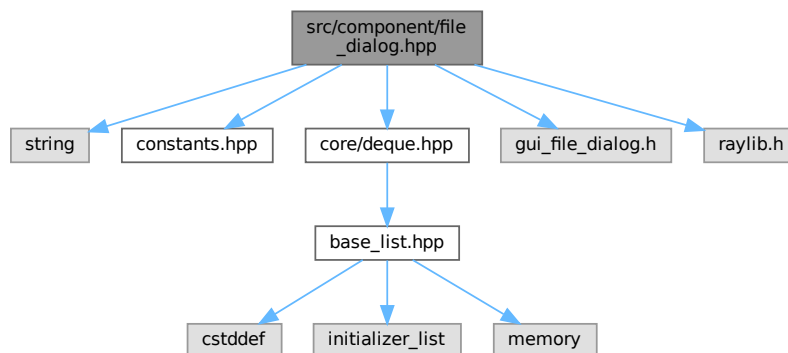 src/component/file
_dialog.hpp
string
constants.hpp
core/deque.hpp
gui_file_dialog.h
raylib.h
base_list.hpp
cstddef
initializer_list
memory